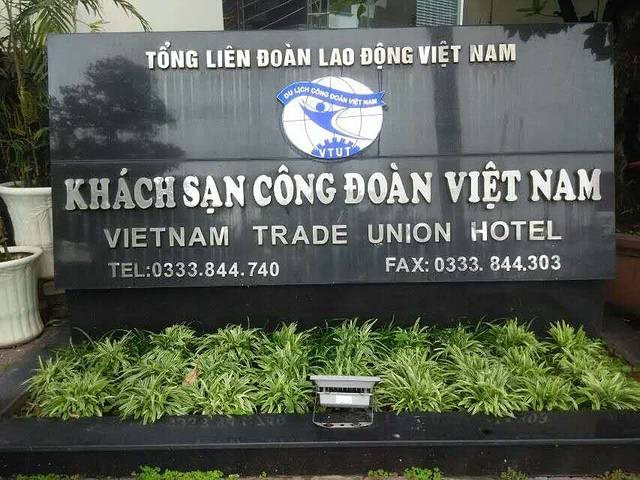 TỔNG LIÊN ĐOÀN LAO ĐỘNG VIỆT NAM
DU LỊCH CÔNG ĐOÀN VIỆT NAM
VTUT
KHÁCH SẠN CÔNG ĐOÀN VIỆT NAM
VIETNAM TRADE UNION HOTEL
TEL:0333.844.740 FAX: 0333. 844.303